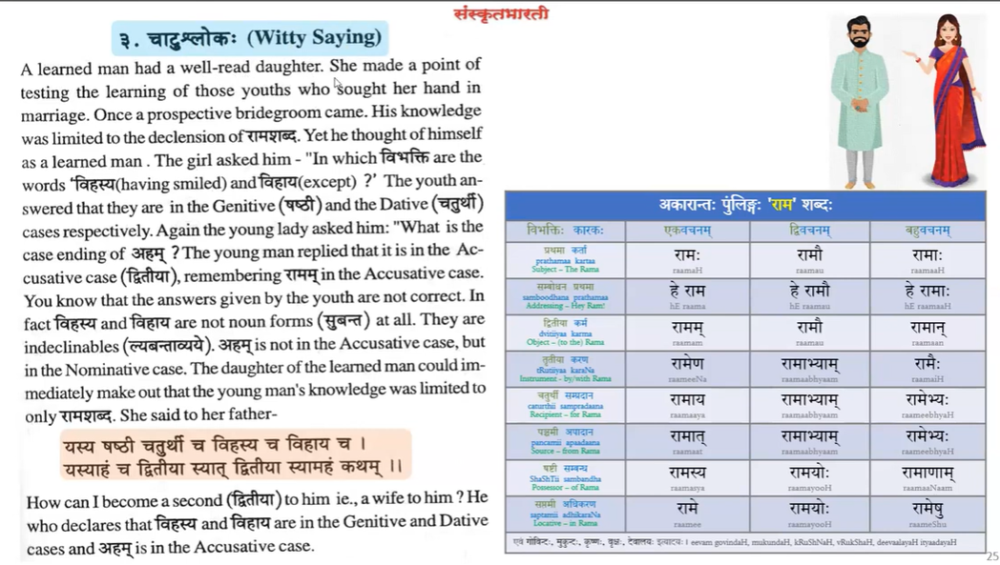 संस्कृतभारती
३. चाटुश्लोकः (Witty Saying)
A learned man had a well-read daughter. She made a point of
testing the learning of those youths who sought her hand in
marriage. Once a prospective bridegroom came. His knowledge
was limited to the declension of रामशब्द. Yet he thought of himself
as a learned man . The girl asked him - "In which विभक्ति are the
words 'विहस्य(having smiled) and विहाय(except) ?' The youth an-
swered that they are in the Genitive (षष्ठी) and the Dative (चतुर्थी)
cases respectively. Again the young lady asked him: "What is the
case ending of अहम् ? The young man replied that it is in the Ac-
cusative case (द्वितीया), remembering रामम् in the Accusative case.
You know that the answers given by the youth are not correct. In
fact विहस्य and विहाय are not noun forms (सुबन्त) at all. They are
indeclinables (ल्यबन्ताव्यये). अहम् is not in the Accusative case, but
in the Nominative case. The daughter of the learned man could im-
mediately make out that the young man's knowledge was limited to
only रामशब्द. She said to her father-
यस्य षष्ठी चतुर्थी च विहस्य च विहाय च ।
यस्याहं च द्वितीया स्यात् द्वितीया स्यामहं कथम् ।।
How can I become a second (द्वितीया) to him ie., a wife to him ? He
who declares that विहस्य and विहाय are in the Genitive and Dative
cases and अहम् is in the Accusative case.
अकारान्तः पुंलिङ्गः 'राम' शब्दः
विभक्तिः कारकः एकवचनम् द्विवचनम् बहुवचनम्
प्रथमा कर्ता रामः रामौ रामाः
prathamaa kartaa raamaH raamau raamaaH
Subject – The Rama
सम्बोधन प्रथमा हे राम हे रामौ हे रामाः
samboodhana prathamaa hE raama hE raamau hE raamaaH
Addressing – Hey Ram!
द्वितीया कर्म रामम् रामौ रामान्
dvitiiyaa karma raamam raamau raamaan
Object – (to the) Rama
तृतीया करण रामेण रामाभ्याम् रामैः
tRutiiyaa karaNa raameeNa raamaabhyaam raamaiH
Instrument - by/with Rama
चतुर्थी सम्प्रदान रामाय रामाभ्याम् रामेभ्यः
caturthii sampradaana raamaaya raamaabhyaam raameebhyaH
Recipient – for Rama
पञ्चमी अपादान रामात् रामाभ्याम् रामेभ्यः
pancamii apaadaana raamaat raamaabhyaam raameebhyaH
Source – from Rama
षष्टी सम्बन्ध रामस्य रामयोः रामाणाम्
ShaShTii sambandha raamasya raamayooH raamaaNaam
Possessor – of Rama
सप्तमी अधिकरण रामे रामयोः रामेषु
saptamii adhikaraNa raamee raamayooH raameShu
Locative – in Rama
एवं गोविन्दः, मुकुन्दः, कृष्णः, वृक्षः, देवालयः इत्यादयः । eevam govindaH, mukundaH, kRuShNaH, vRukShaH, deevaalayaH ityaadayaH
25